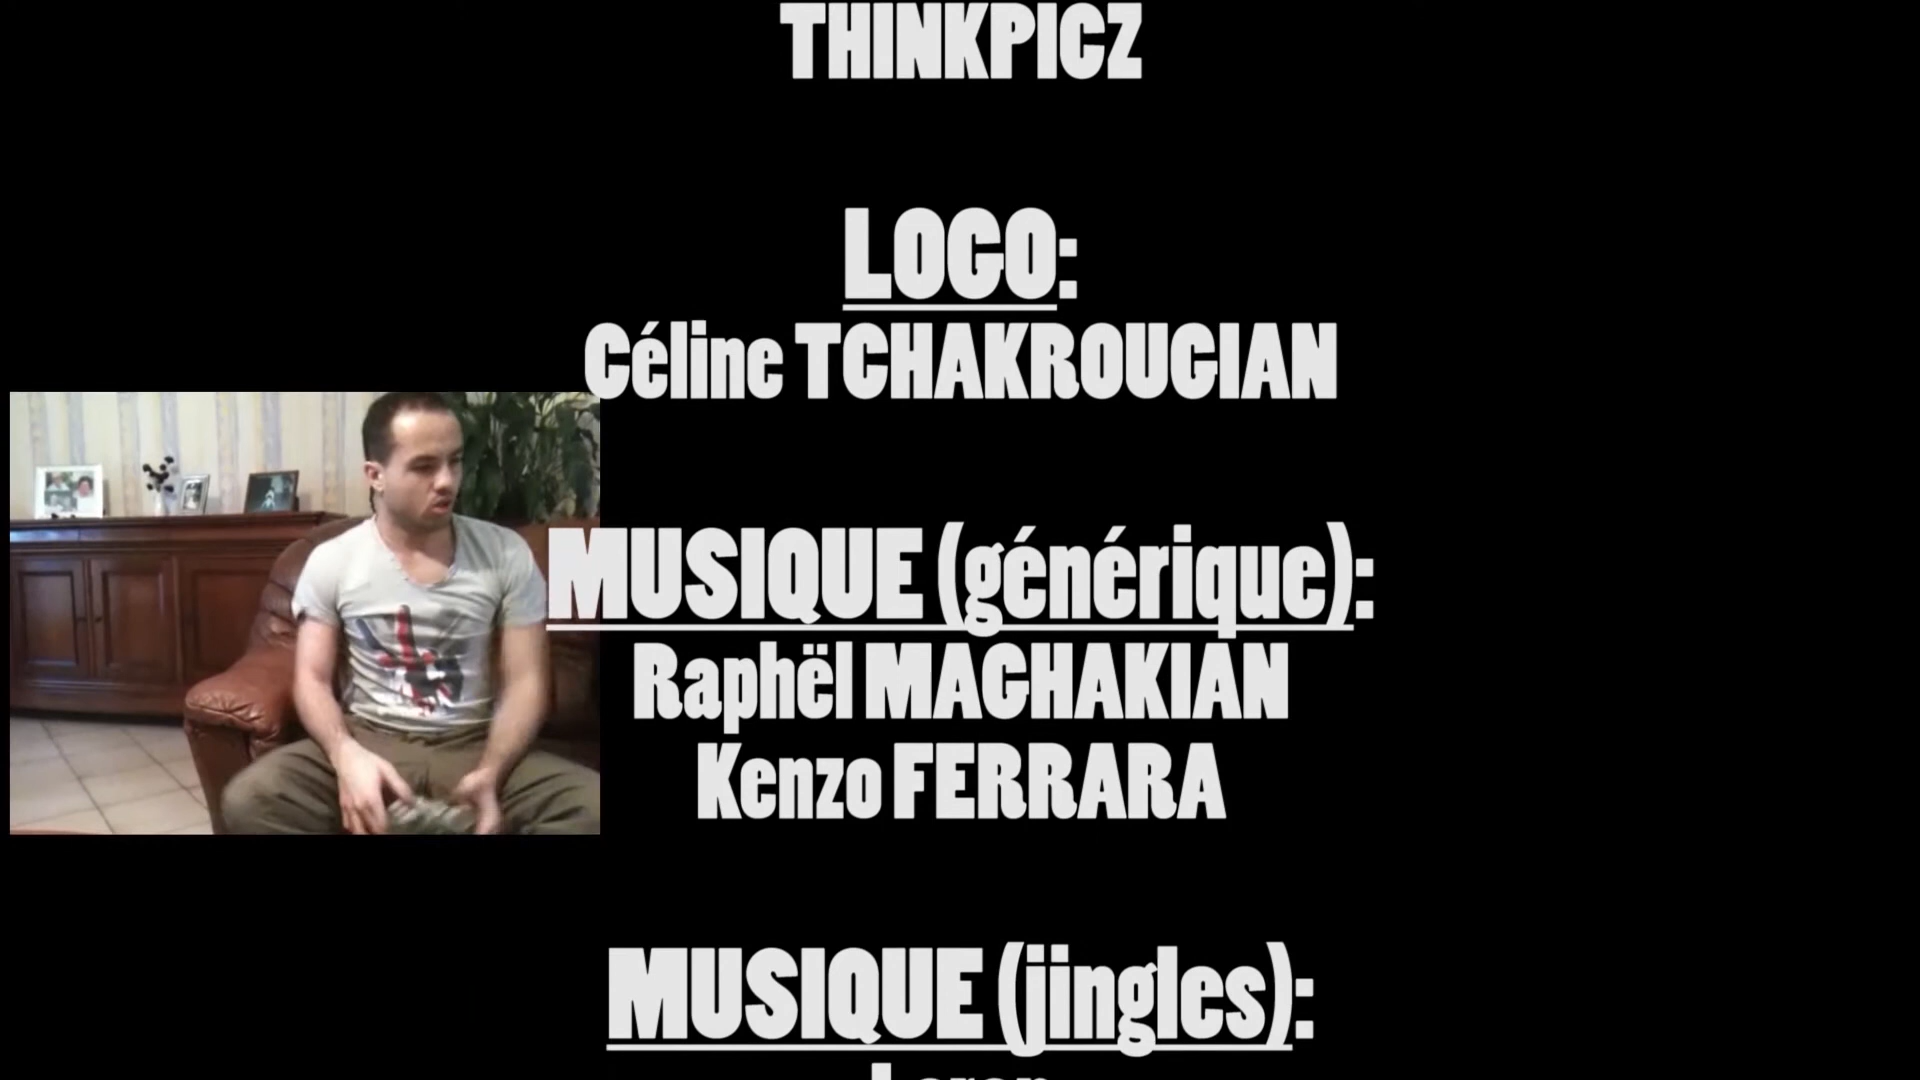 THINKPICZ
LOGO:
Céline TCHAKROUGIAN
MUSIQUE (générique):
Raphël MAGHAKIAN
Kenzo FERRARA
MUSIQUE (jingles):